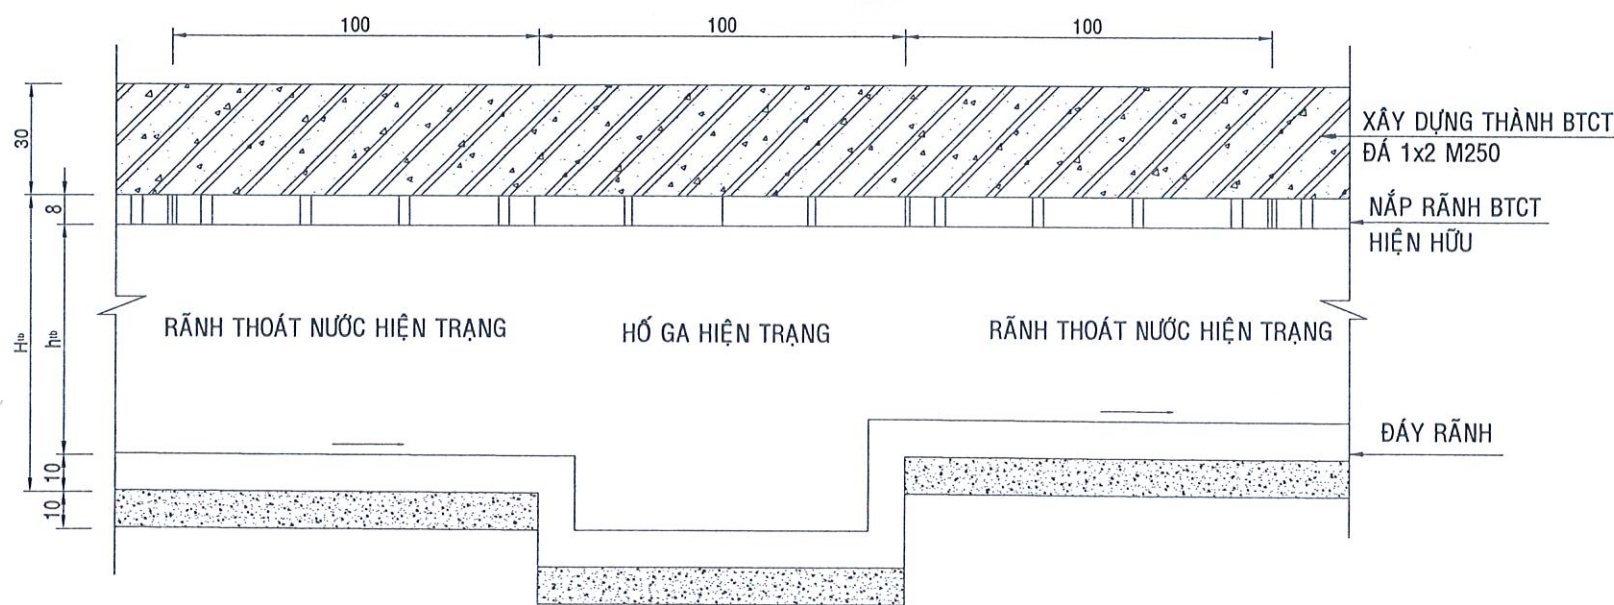 100
100
100
30
8
Htb
htb
10
10
XÂY DỰNG THÀNH BTCT
ĐÁ 1x2 M250
NẮP RÃNH BTCT
HIỆN HỮU
RÃNH THOÁT NƯỚC HIỆN TRẠNG
HỐ GA HIỆN TRẠNG
RÃNH THOÁT NƯỚC HIỆN TRẠNG
ĐÁY RÃNH